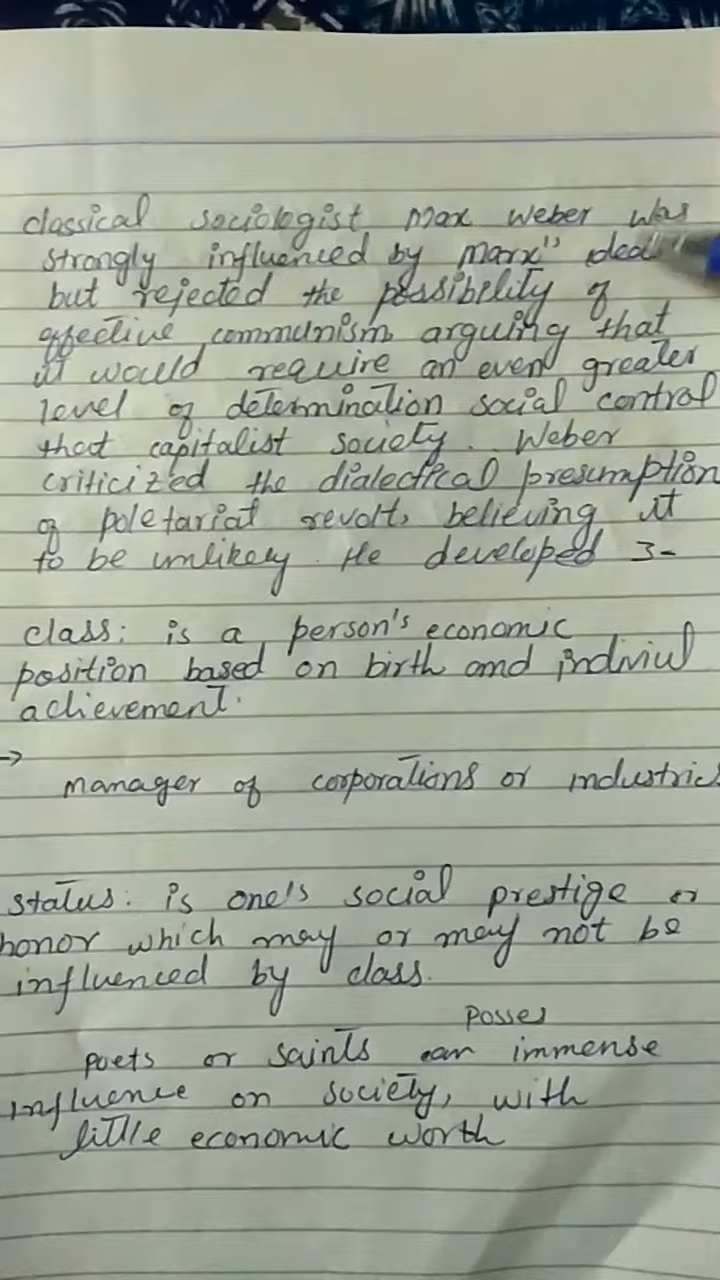 classical sociologist Max Weber was
strongly influenced by Marx''
but rejected the possibility of
effective communism arguing that
it would require an even greater
level of determination social control
that capitalist society. Weber
criticized the dialectical presumption
of poletariat revolt, believing it
to be unlikely. He developed 3-
class: is a person's economic
position based on birth and indiviul
achievement.
→
manager of corporations or industries
status: is one's social prestige or
honor which may or may not be
influenced by class.
Posses
poets or saints can immense
influence on society, with
little economic worth